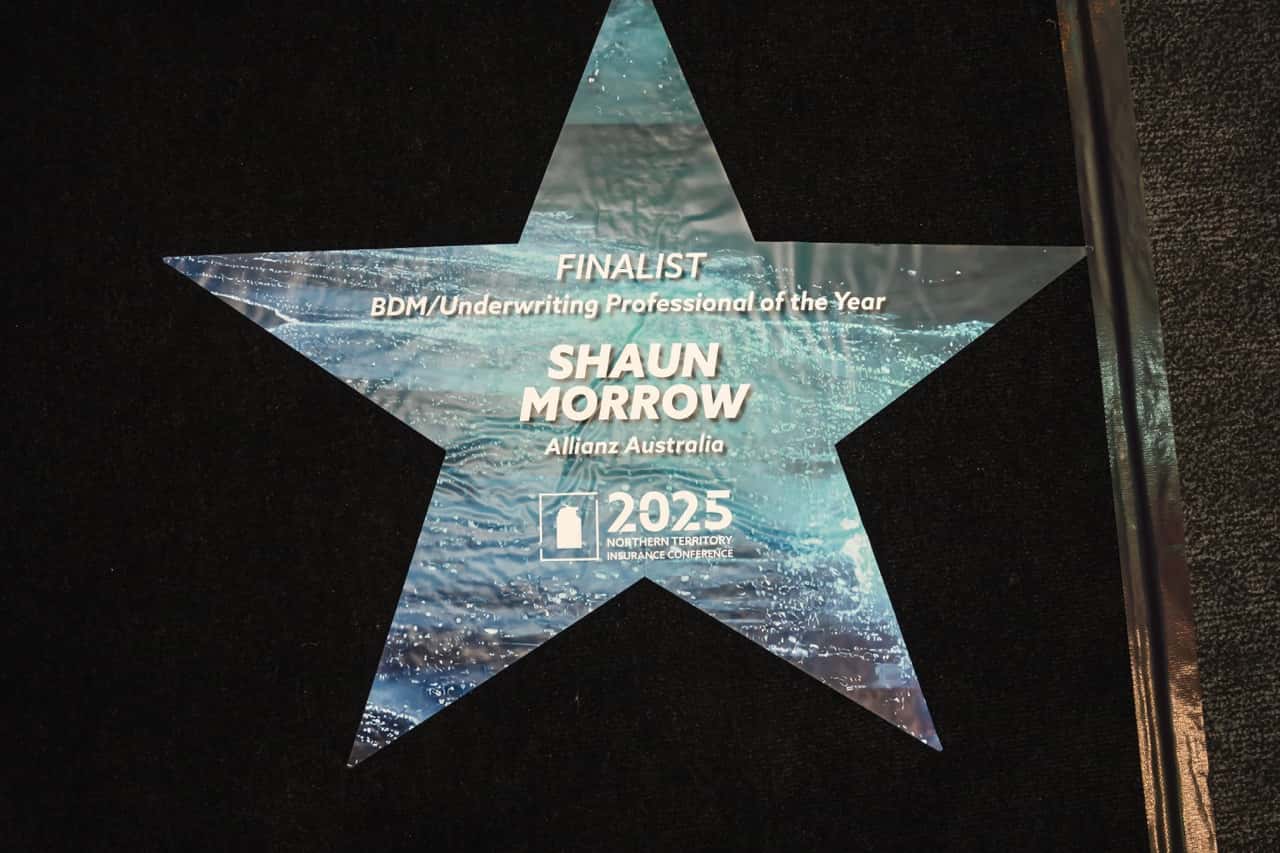 FINALIST
BDM/Underwriting Professional of the Year
SHAUN
MORROW
Allianz Australia
2025
NORTHERN TERRITORY
INSURANCE CONFERENCE